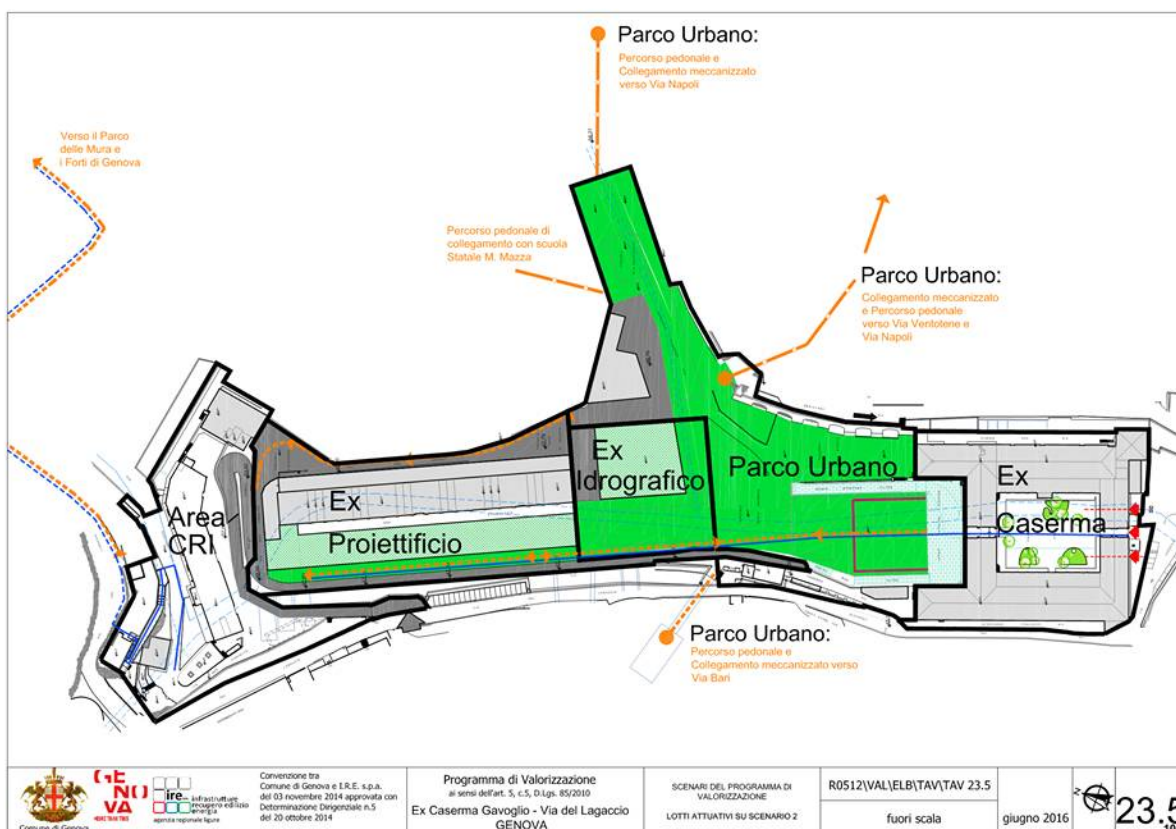 Parco Urbano:
Percorso pedonale e
Collegamento meccanizzato
verso Via Napoli
Verso il Parco
delle Mura e
i Forti di Genova
Percorso pedonale di
collegamento con scuola
Statale M. Mazza
Parco Urbano:
Collegamento meccanizzato
e Percorso pedonale
verso Via Ventotene e
Via Napoli
Ex
Idrografico
Parco Urbano
Ex
Caserma
Area
CRI
Ex
Proiettificio
Parco Urbano:
Percorso pedonale e
Collegamento meccanizzato verso
Via Bari
Comune di Genova
GENOVA
MORE THAN THIS
ire
infrastrutture
recupero edilizio
energia
agenzia regionale ligure
Convenzione tra
Comune di Genova e I.R.E. s.p.a.
del 03 novembre 2014 approvata con
Determinazione Dirigenziale n.5
del 20 ottobre 2014
Programma di Valorizzazione
ai sensi dell'art. 5, c.5, D.Lgs. 85/2010
Ex Caserma Gavoglio - Via del Lagaccio
GENOVA
SCENARI DEL PROGRAMMA DI
VALORIZZAZIONE
LOTTI ATTUATIVI SU SCENARIO 2
R0512\VAL\ELB\TAV\TAV 23.5
fuori scala
giugno 2016
N
23.5